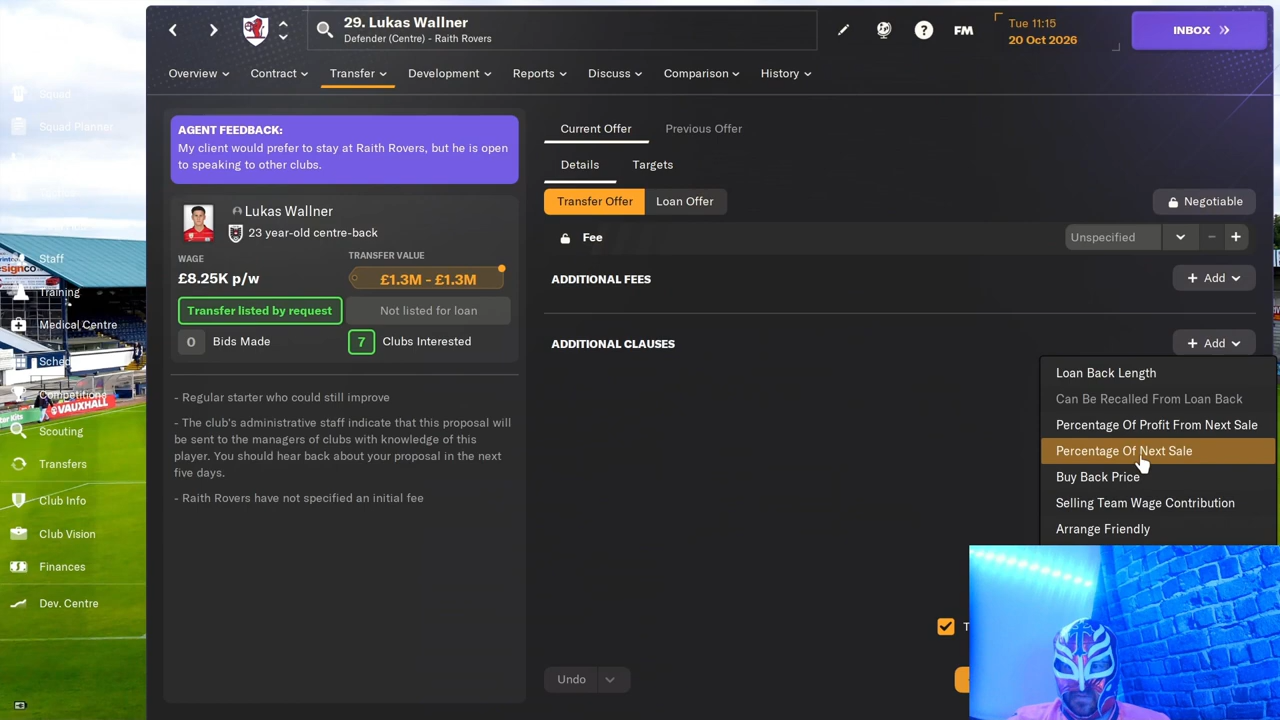 29. Lukas Wallner
Defender (Centre) - Raith Rovers
?
FM
Tue 11:15
20 Oct 2026
INBOX
Overview
Contract
Transfer
Development
Reports
Discuss
Comparison
History
Squad
Squad Planner
Staff
Training
Medical Centre
Sched
Competitions
VAUXHALL
Scouting
Transfers
Club Info
Club Vision
Finances
Dev. Centre
AGENT FEEDBACK:
My client would prefer to stay at Raith Rovers, but he is open
to speaking to other clubs.
Lukas Wallner
23 year-old centre-back
WAGE
£8.25K p/w
TRANSFER VALUE
£1.3M - £1.3M
Transfer listed by request
Not listed for loan
0 Bids Made
7 Clubs Interested
- Regular starter who could still improve
- The club's administrative staff indicate that this proposal will
be sent to the managers of clubs with knowledge of this
player. You should hear back about your proposal in the next
five days.
- Raith Rovers have not specified an initial fee
Current Offer
Previous Offer
Details
Targets
Transfer Offer
Loan Offer
Negotiable
Fee
Unspecified
- +
ADDITIONAL FEES
+ Add
ADDITIONAL CLAUSES
+ Add
Loan Back Length
Can Be Recalled From Loan Back
Percentage Of Profit From Next Sale
Percentage Of Next Sale
Buy Back Price
Selling Team Wage Contribution
Arrange Friendly
T
Undo